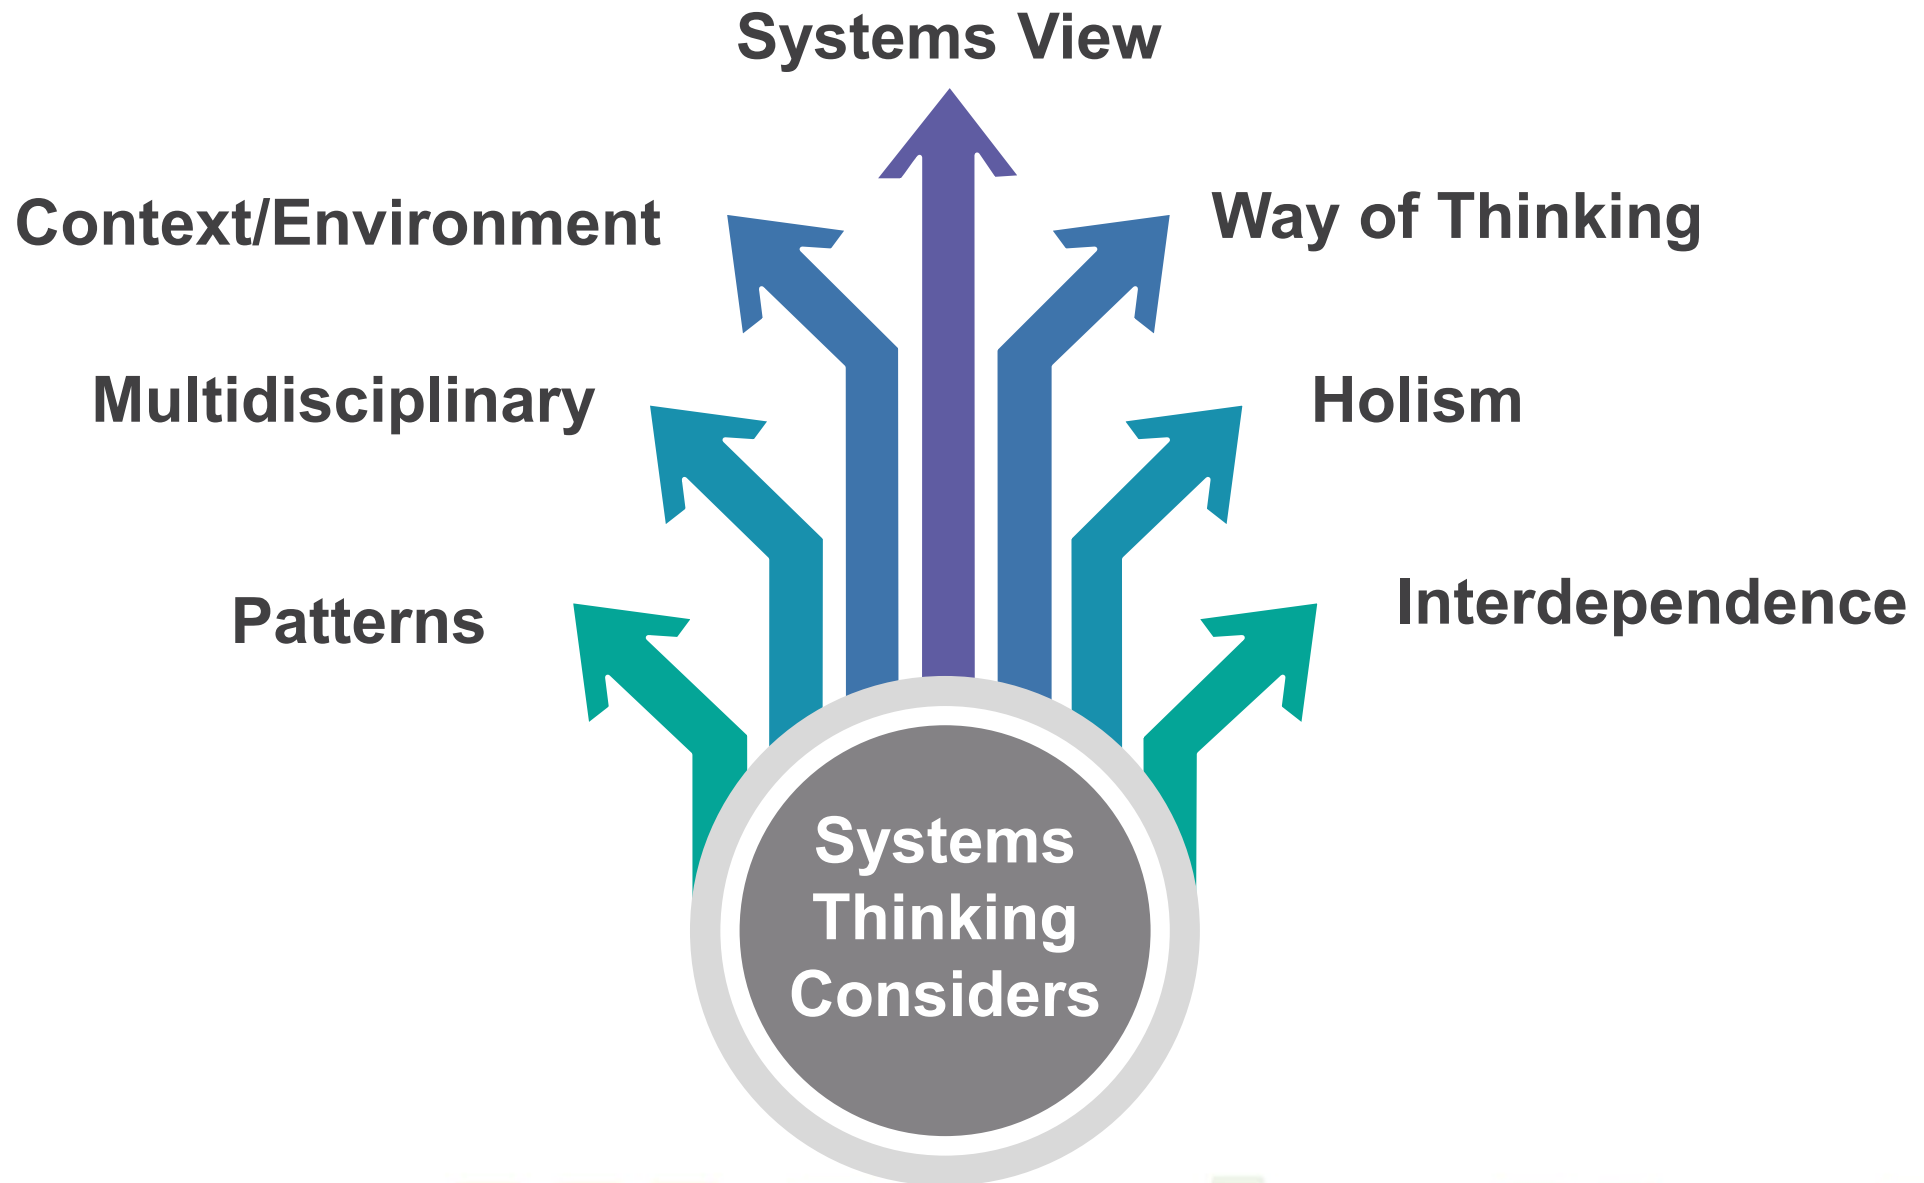 Systems View
Context/Environment
Way of Thinking
Multidisciplinary
Holism
Patterns
Interdependence
Systems
Thinking
Considers